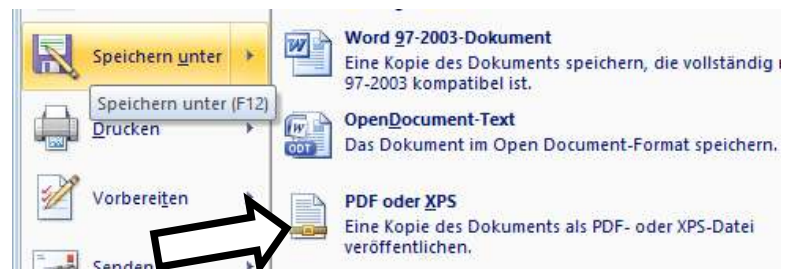 Speichern unter
Speichern unter (F12)
Drucken
Vorbereiten
Senden
Word 97-2003-Dokument
Eine Kopie des Dokuments speichern, die vollständig
97-2003 kompatibel ist.
OpenDocument-Text
Das Dokument im Open Document-Format speichern.
PDF oder XPS
Eine Kopie des Dokuments als PDF- oder XPS-Datei
veröffentlichen.